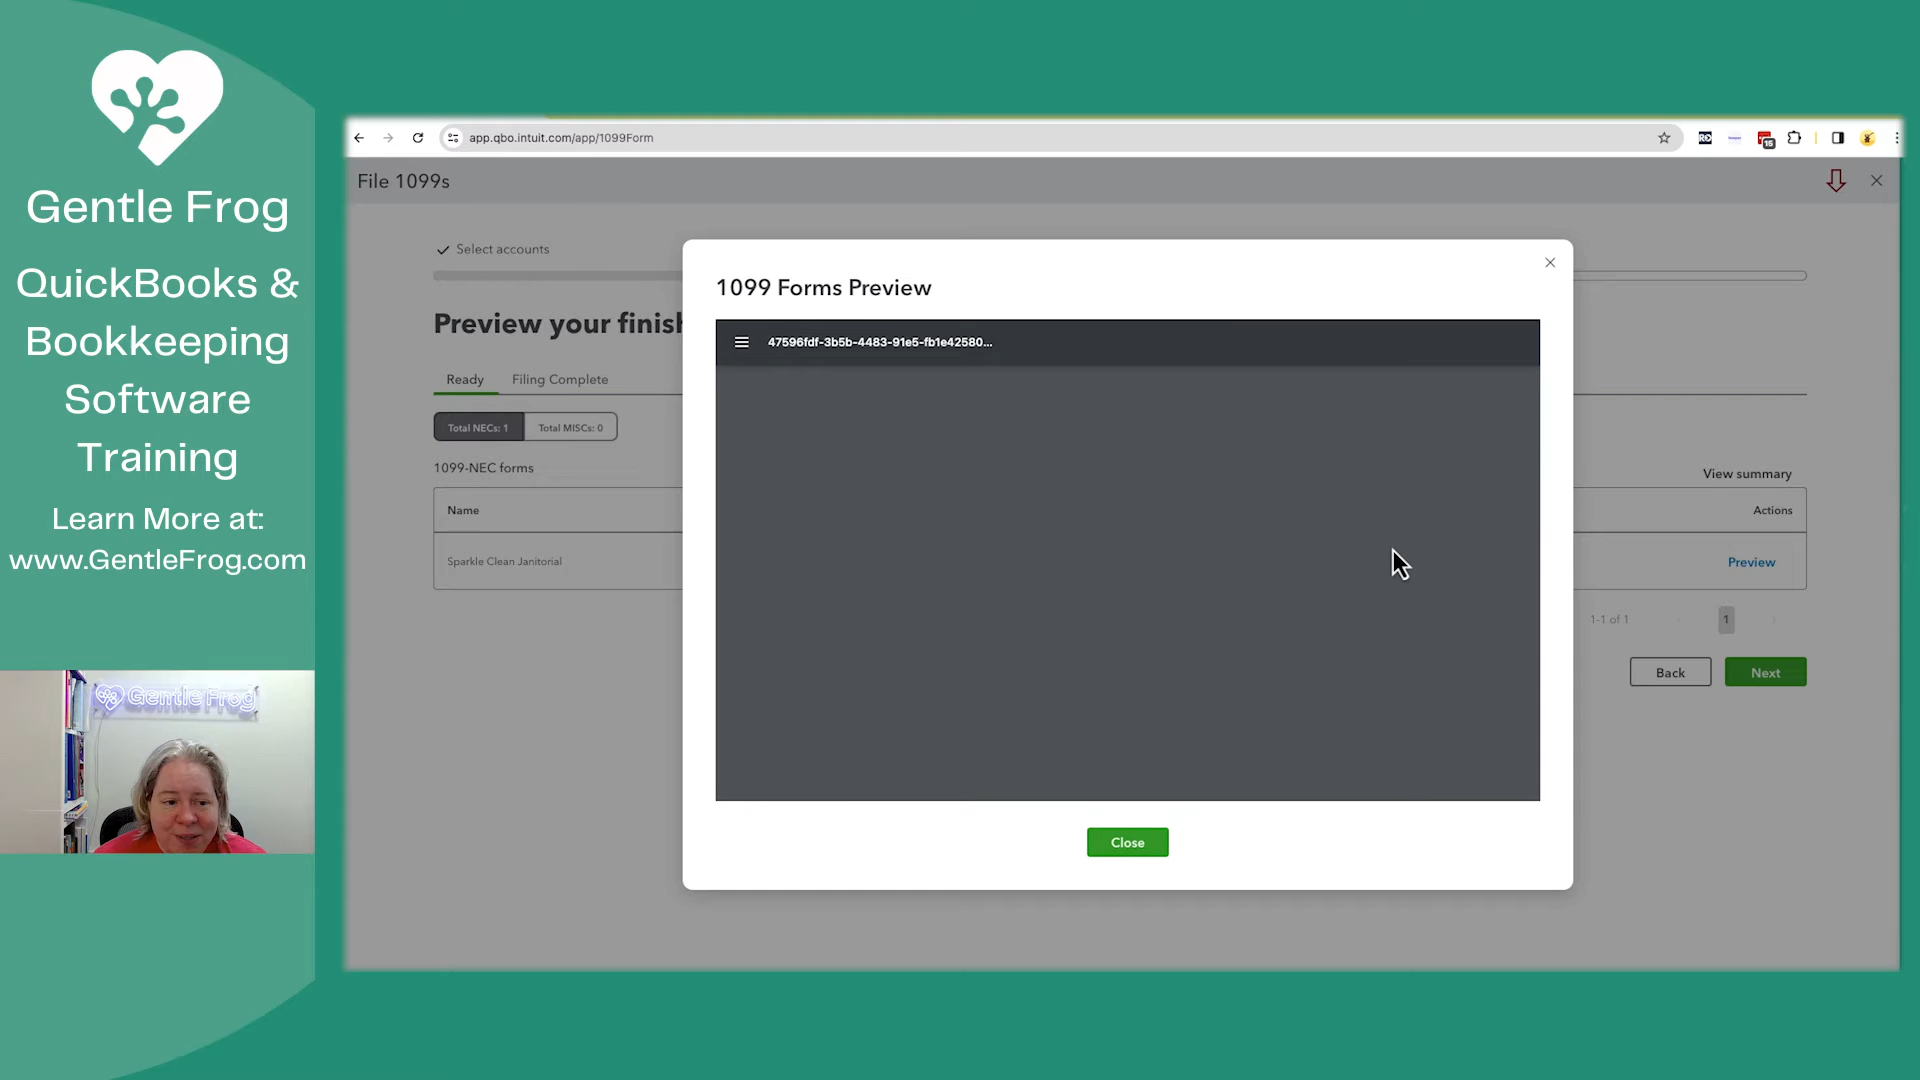 Gentle Frog
QuickBooks &
Bookkeeping
Software
Training
Learn More at:
www.GentleFrog.com
Gentle Frog
app.qbo.intuit.com/app/1099Form
15
File 1099s
Select accounts
Preview your finish
Ready
Filing Complete
Total NECs: 1
Total MISCs: 0
1099-NEC forms
View summary
Name
Actions
Sparkle Clean Janitorial
Preview
1-1 of 1
1
Back
Next
1099 Forms Preview
47596fdf-3b5b-4483-91e5-fb1e42580...
Close